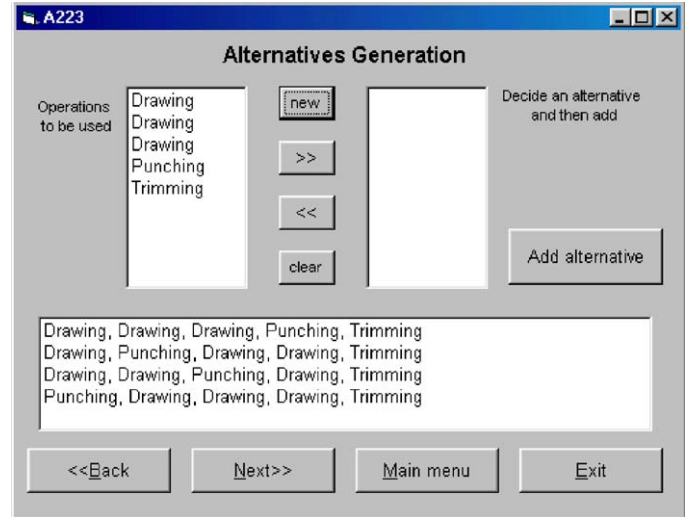 A223
Alternatives Generation
Operations
to be used
Drawing
Drawing
Drawing
Punching
Trimming
new
>>
<<
clear
Decide an alternative
and then add
Add alternative
Drawing, Drawing, Drawing, Punching, Trimming
Drawing, Punching, Drawing, Drawing, Trimming
Drawing, Drawing, Punching, Drawing, Trimming
Punching, Drawing, Drawing, Drawing, Trimming
<<Back
Next>>
Main menu
Exit